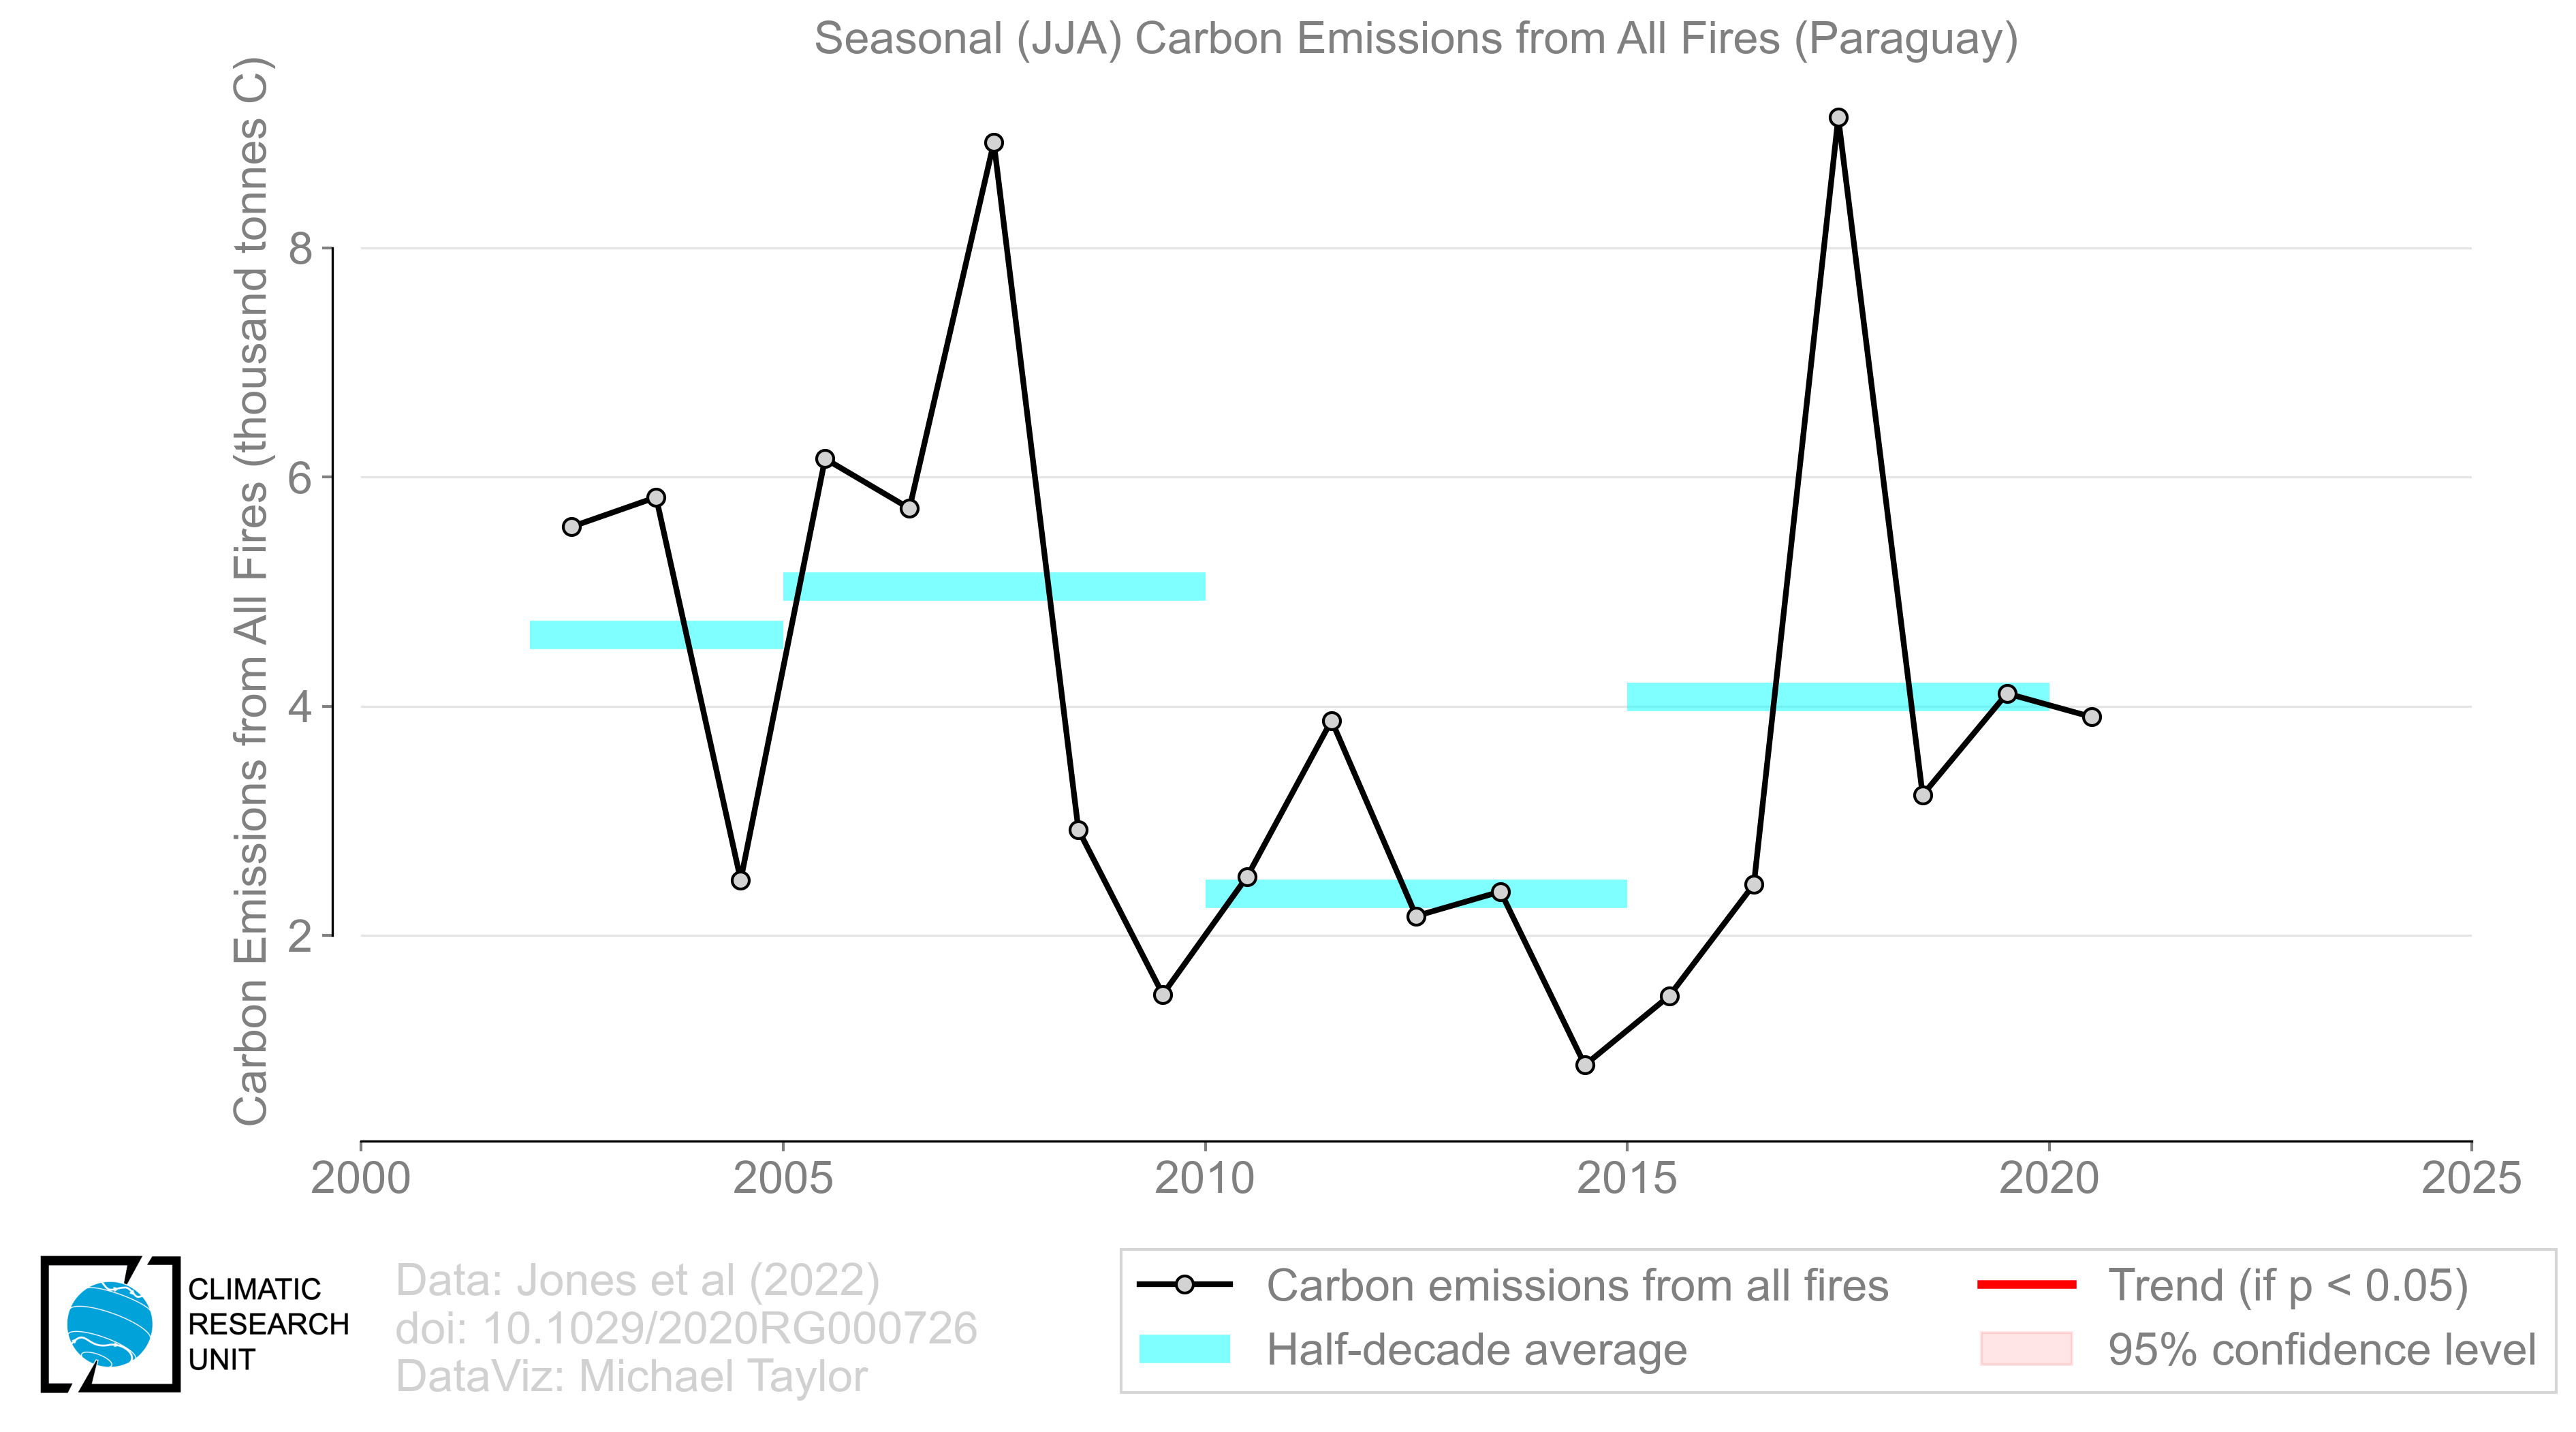 Seasonal (JJA) Carbon Emissions from All Fires (Paraguay)
Carbon Emissions from All Fires (thousand tonnes C)
8
6
4
2
2000
2005
2010
2015
2020
2025
CLIMATIC
RESEARCH
UNIT
Data: Jones et al (2022)
doi: 10.1029/2020RG000726
DataViz: Michael Taylor
Carbon emissions from all fires
Half-decade average
Trend (if p < 0.05)
95% confidence level